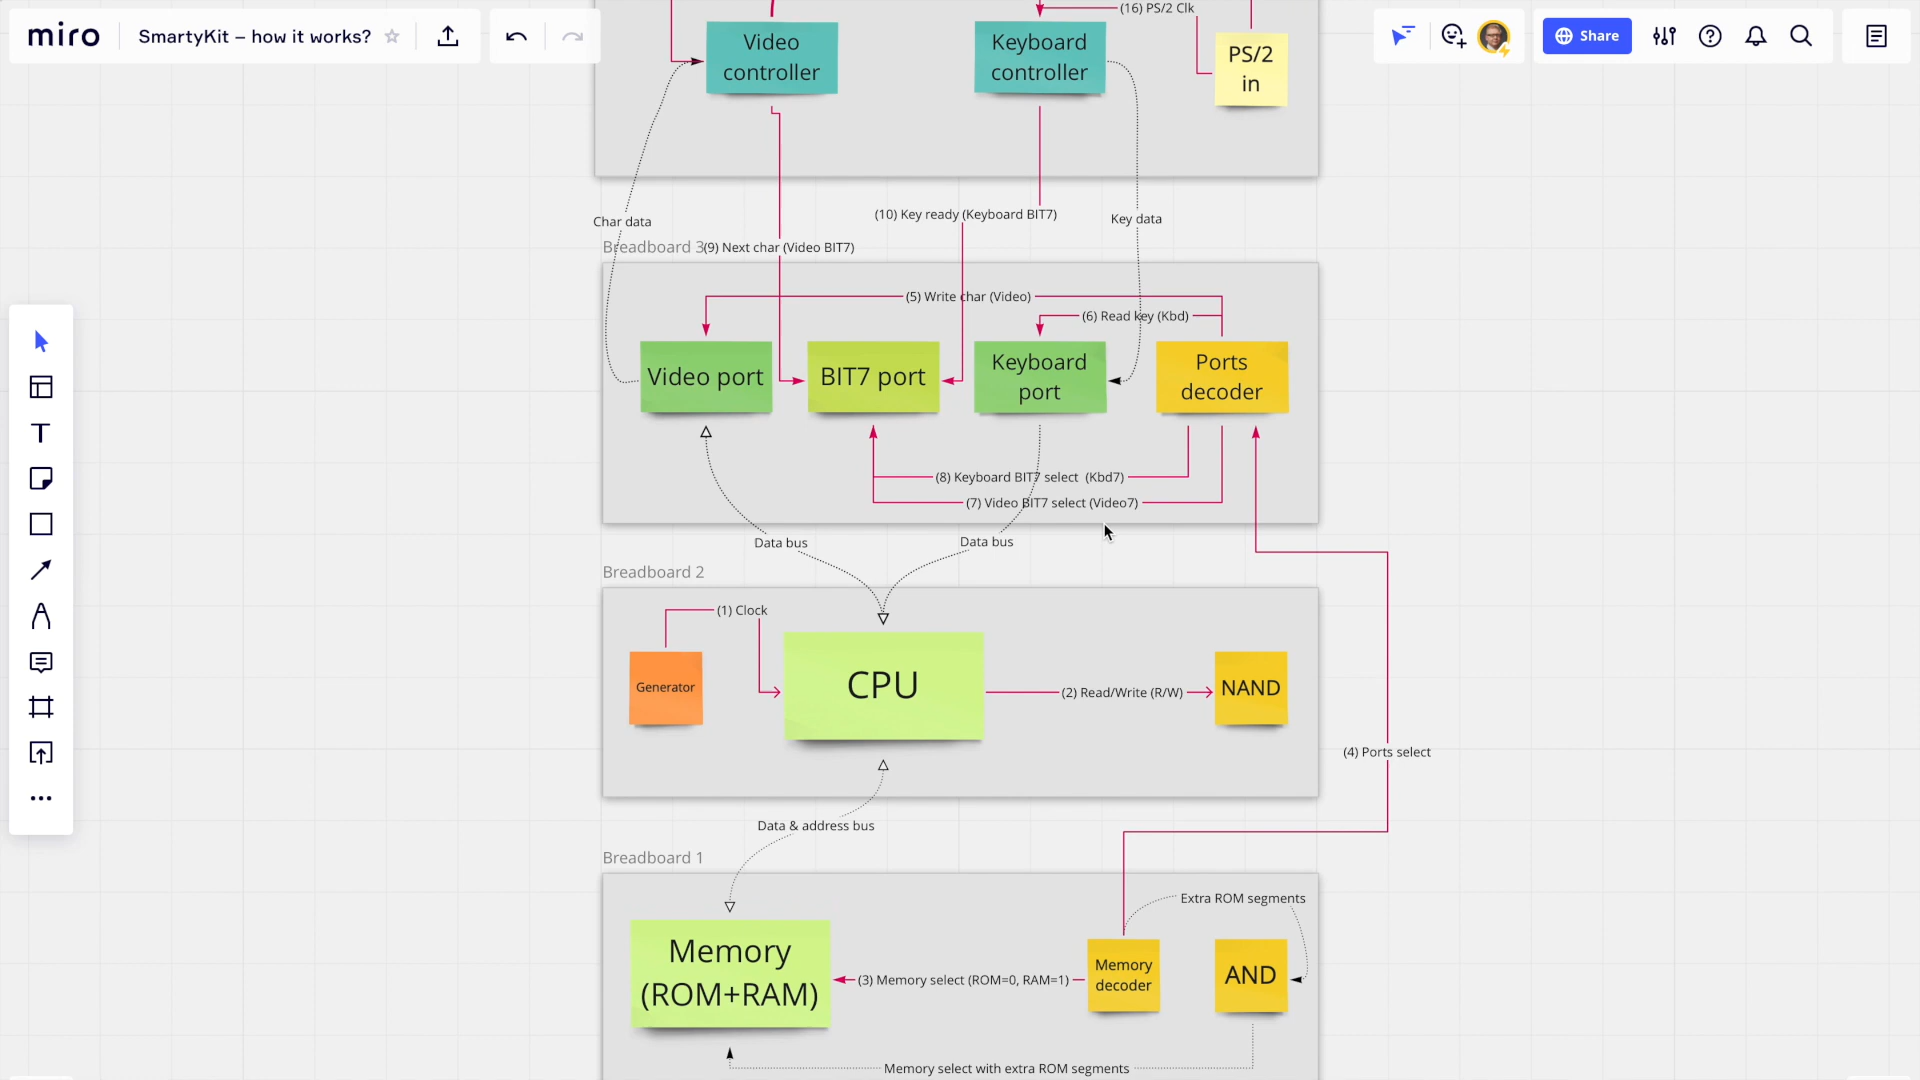 miro
SmartyKit – how it works?
Share
(16) PS/2 Clk
Video
controller
Keyboard
controller
PS/2
in
Char data
(10) Key ready (Keyboard BIT7)
Key data
Breadboard 3
(9) Next char (Video BIT7)
(5) Write char (Video)
(6) Read key (Kbd)
Video port
BIT7 port
Keyboard
port
Ports
decoder
(8) Keyboard BIT7 select (Kbd7)
(7) Video BIT7 select (Video7)
Data bus
Data bus
Breadboard 2
(1) Clock
Generator
CPU
(2) Read/Write (R/W)
NAND
(4) Ports select
Data & address bus
Breadboard 1
Extra ROM segments
Memory
(ROM+RAM)
(3) Memory select (ROM=0, RAM=1)
Memory
decoder
AND
Memory select with extra ROM segments